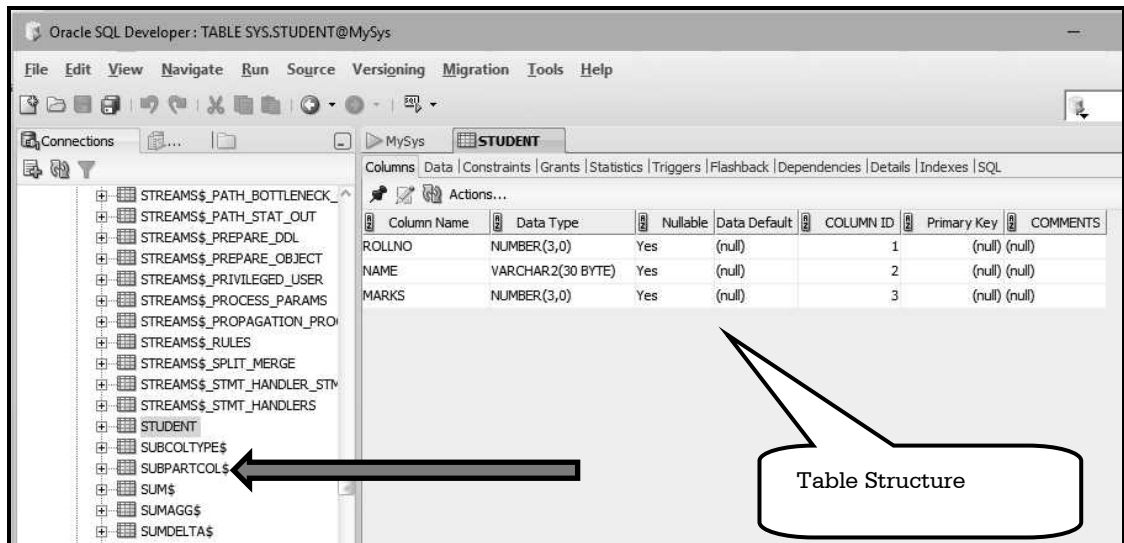 Oracle SQL Developer : TABLE SYS.STUDENT@MySys
File Edit View Navigate Run Source Versioning Migration Tools Help
Connections ... MySys STUDENT
Columns Data |Constraints |Grants |Statistics |Triggers |Flashback |Dependencies |Details |Indexes |SQL
Actions...
Column Name Data Type Nullable Data Default COLUMN ID Primary Key COMMENTS
ROLLNO NUMBER(3,0) Yes (null) 1 (null) (null)
NAME VARCHAR2(30 BYTE) Yes (null) 2 (null) (null)
MARKS NUMBER(3,0) Yes (null) 3 (null) (null)
STREAMS$_PATH_BOTTLENECK_
STREAMS$_PATH_STAT_OUT
STREAMS$_PREPARE_DDL
STREAMS$_PREPARE_OBJECT
STREAMS$_PRIVILEGED_USER
STREAMS$_PROCESS_PARAMS
STREAMS$_PROPAGATION_PRO
STREAMS$_RULES
STREAMS$_SPLIT_MERGE
STREAMS$_STMT_HANDLER_STM
STREAMS$_STMT_HANDLERS
STUDENT
SUBCOLTYPE$
SUBPARTCOL$
SUM$
SUMAGG$
SUMDELTA$
Table Structure